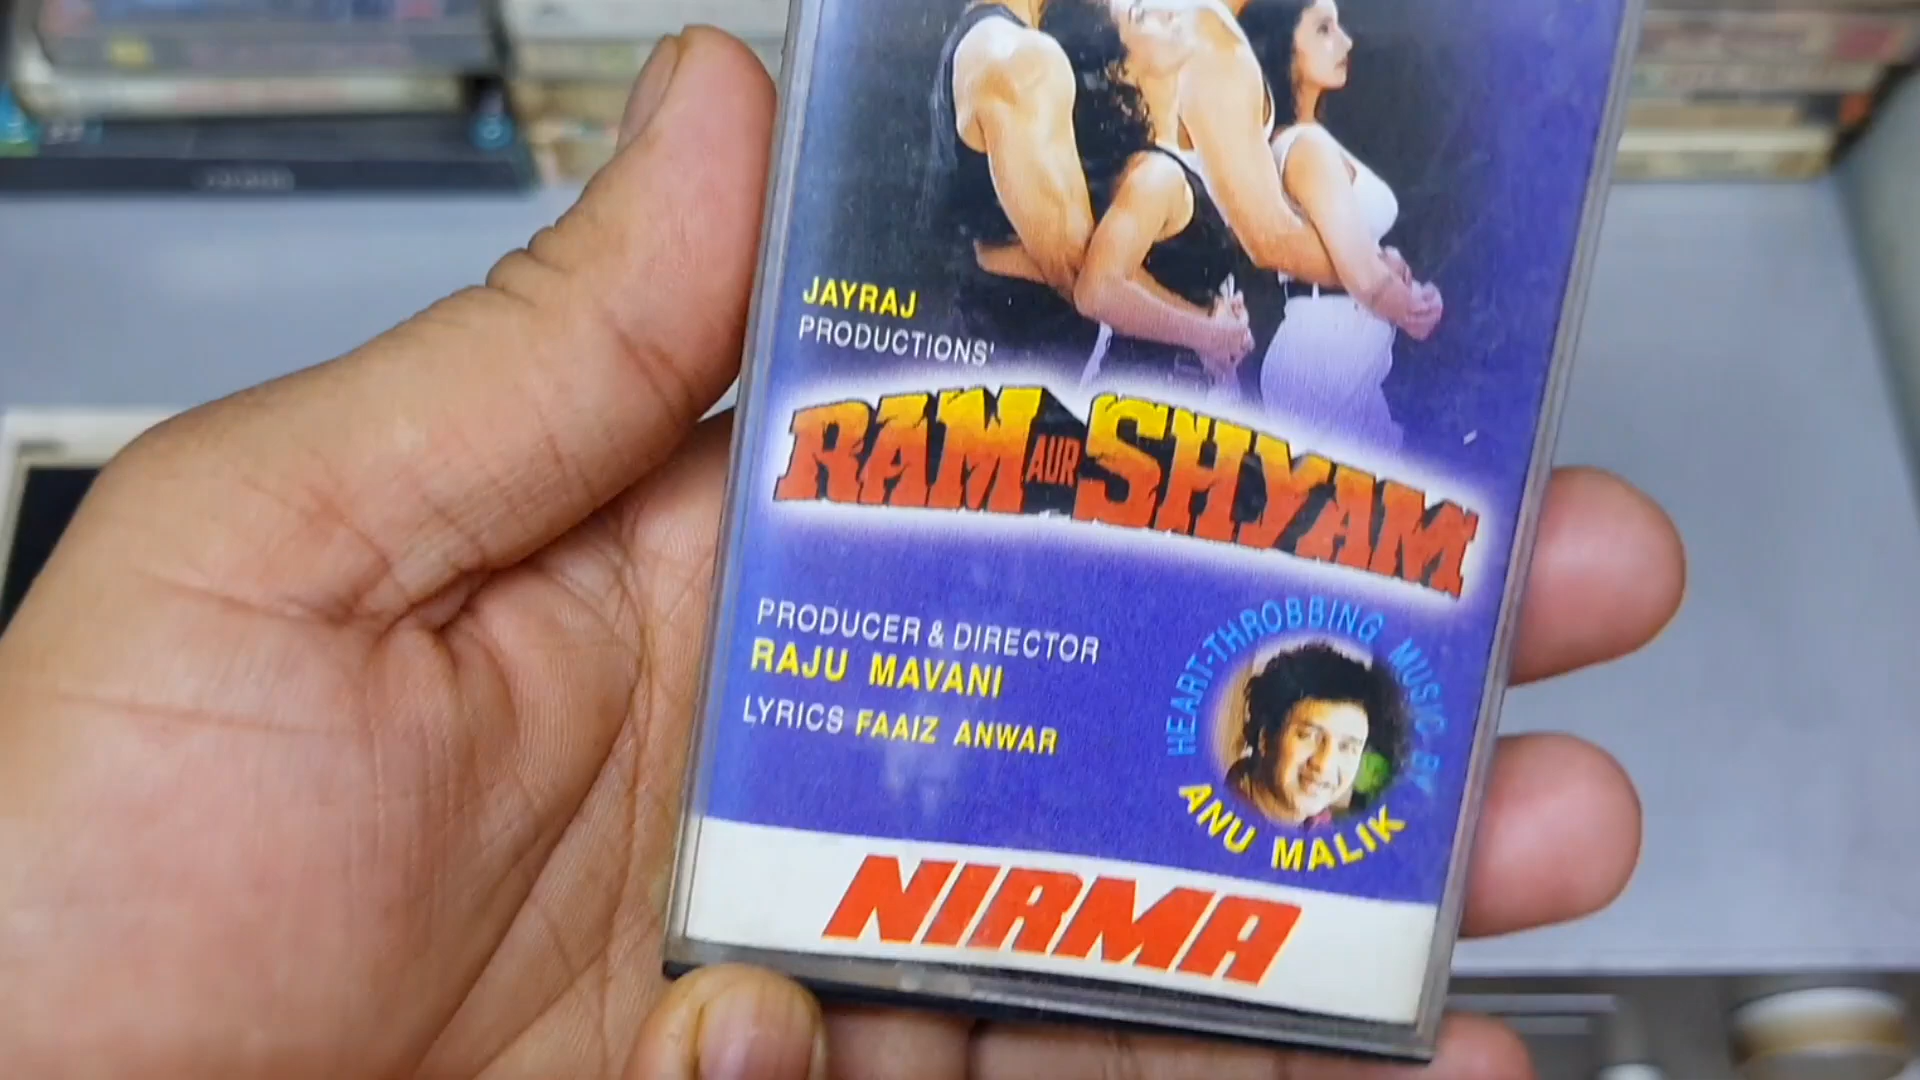 JAYRAJ
PRODUCTIONS'
RAM AUR SHYAM
PRODUCER & DIRECTOR
RAJU MAVANI
LYRICS FAAIZ ANWAR
HEART-THROBBING MUSIC BY
ANU MALIK
NIRMA